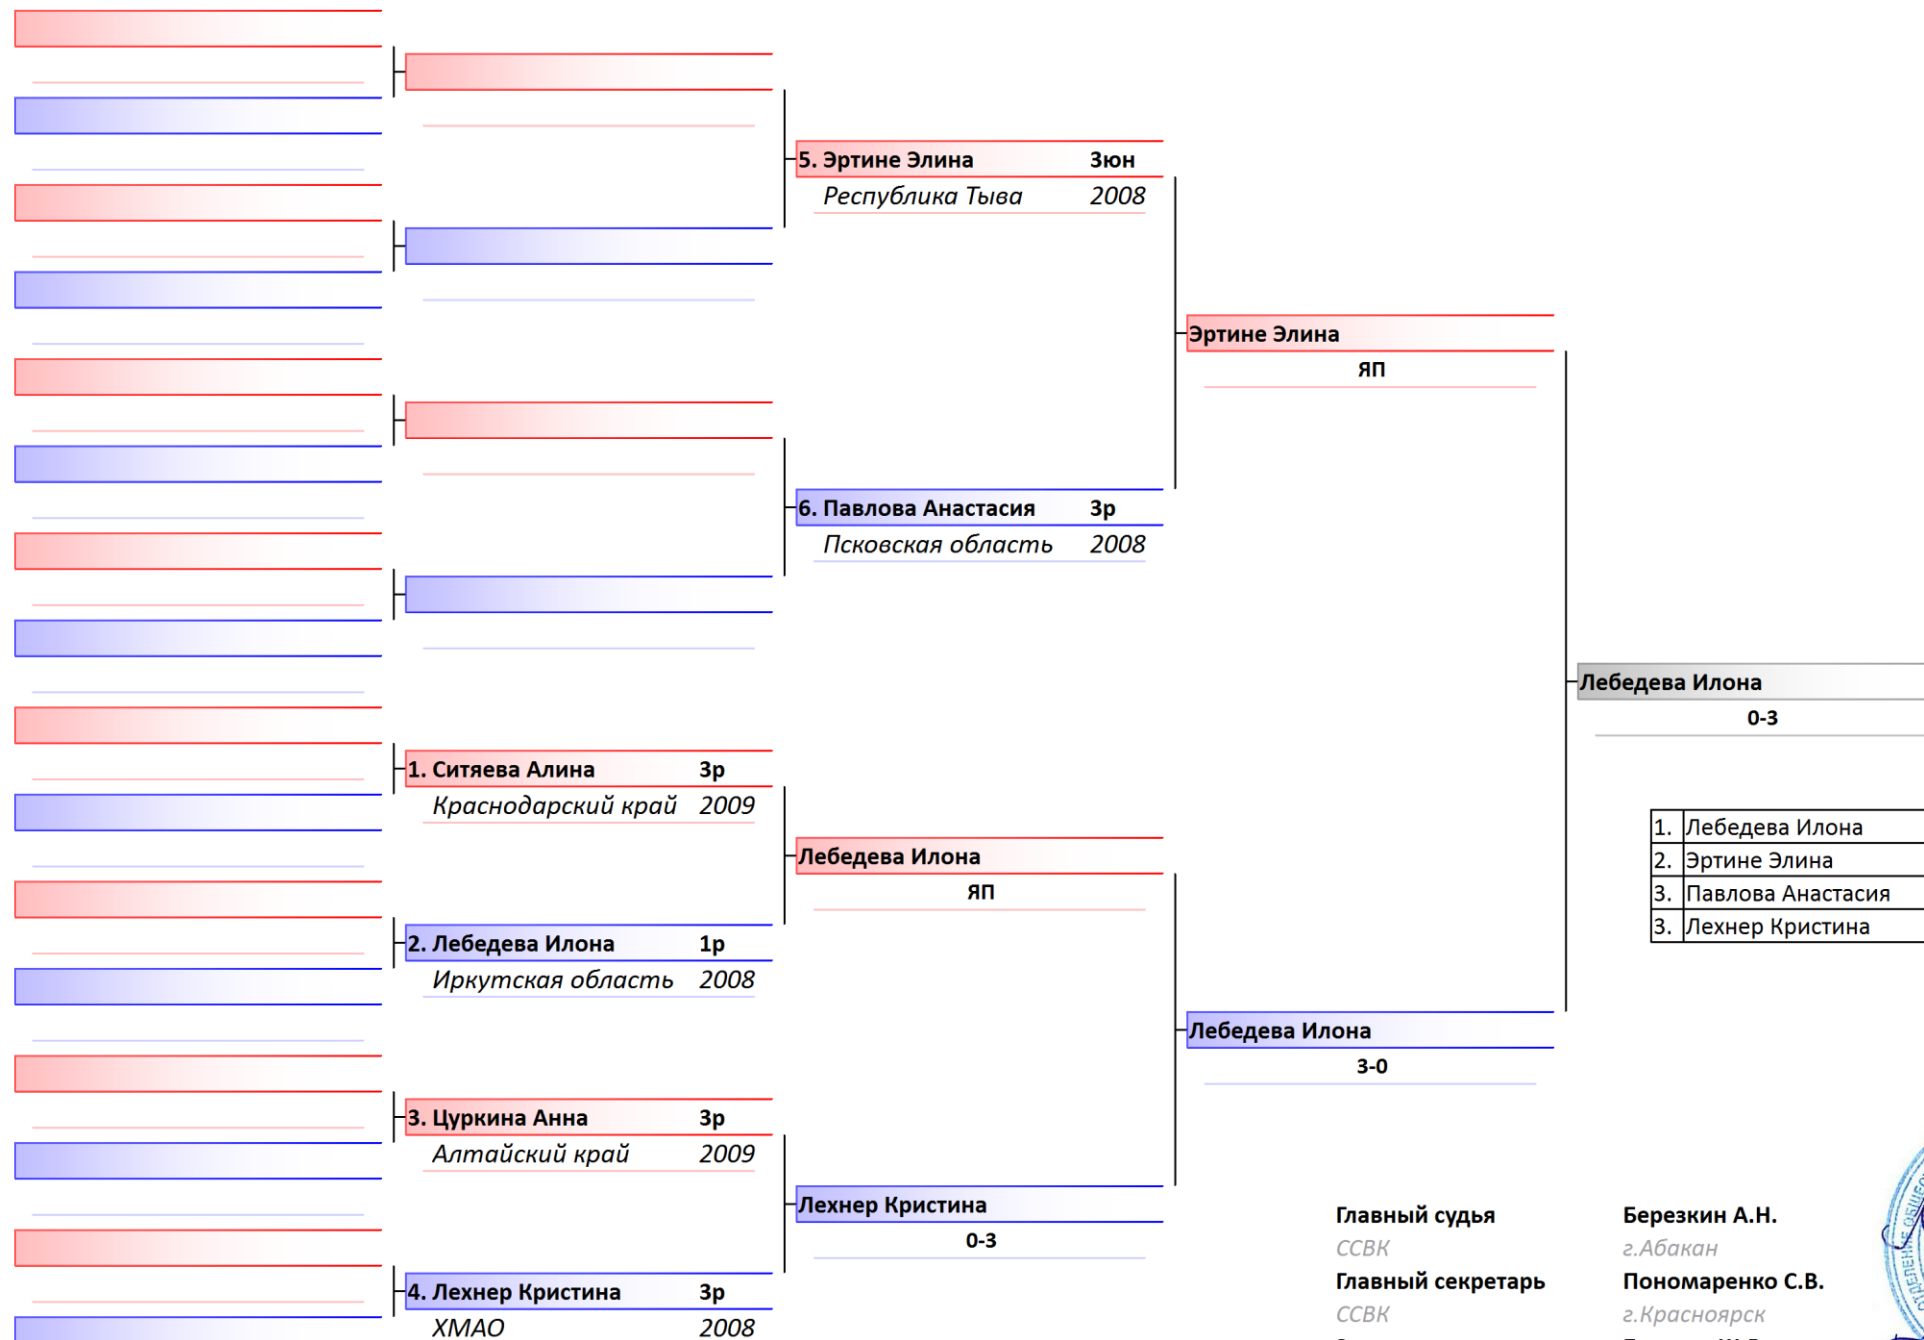 5. Эртине Элина 3юн
Республика Тыва 2008
Эртине Элина
ЯП
6. Павлова Анастасия 3р
Псковская область 2008
Лебедева Илона
0-3
1. Ситяева Алина 3р
Краснодарский край 2009
Лебедева Илона
ЯП
2. Лебедева Илона 1р
Иркутская область 2008
1. Лебедева Илона
2. Эртине Элина
3. Павлова Анастасия
3. Лехнер Кристина
Лебедева Илона
3-0
3. Цуркина Анна 3р
Алтайский край 2009
Лехнер Кристина
0-3
4. Лехнер Кристина 3р
ХМАО 2008
Главный судья Березкин А.Н.
ССВК г.Абакан
Главный секретарь Пономаренко С.В.
ССВК г.Красноярск